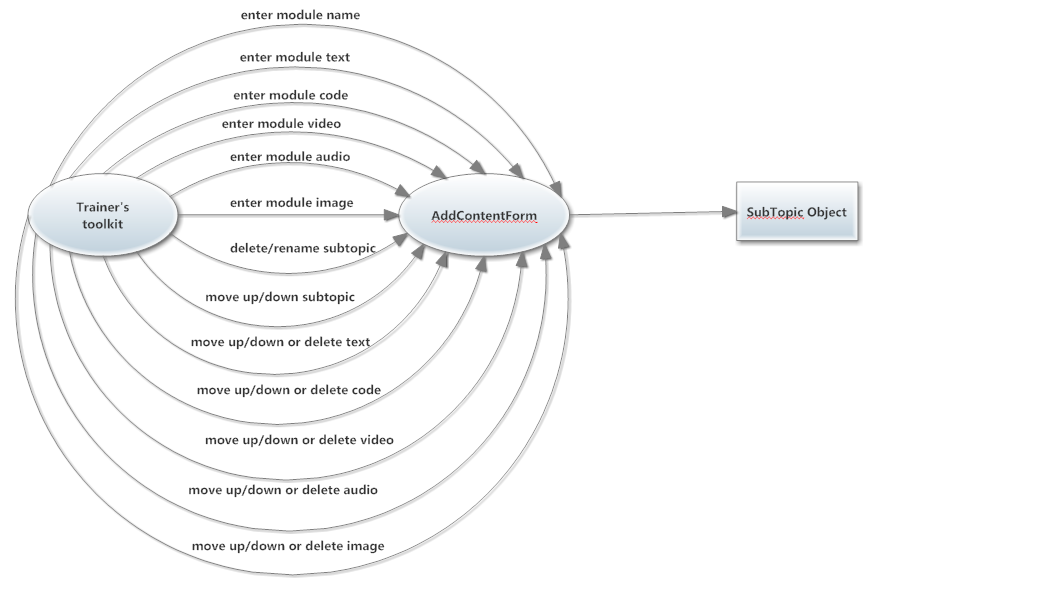 enter module name
enter module text
enter module code
enter module video
enter module audio
enter module image
Trainer's
toolkit
AddContentForm
SubTopic Object
delete/rename subtopic
move up/down subtopic
move up/down or delete text
move up/down or delete code
move up/down or delete video
move up/down or delete audio
move up/down or delete image